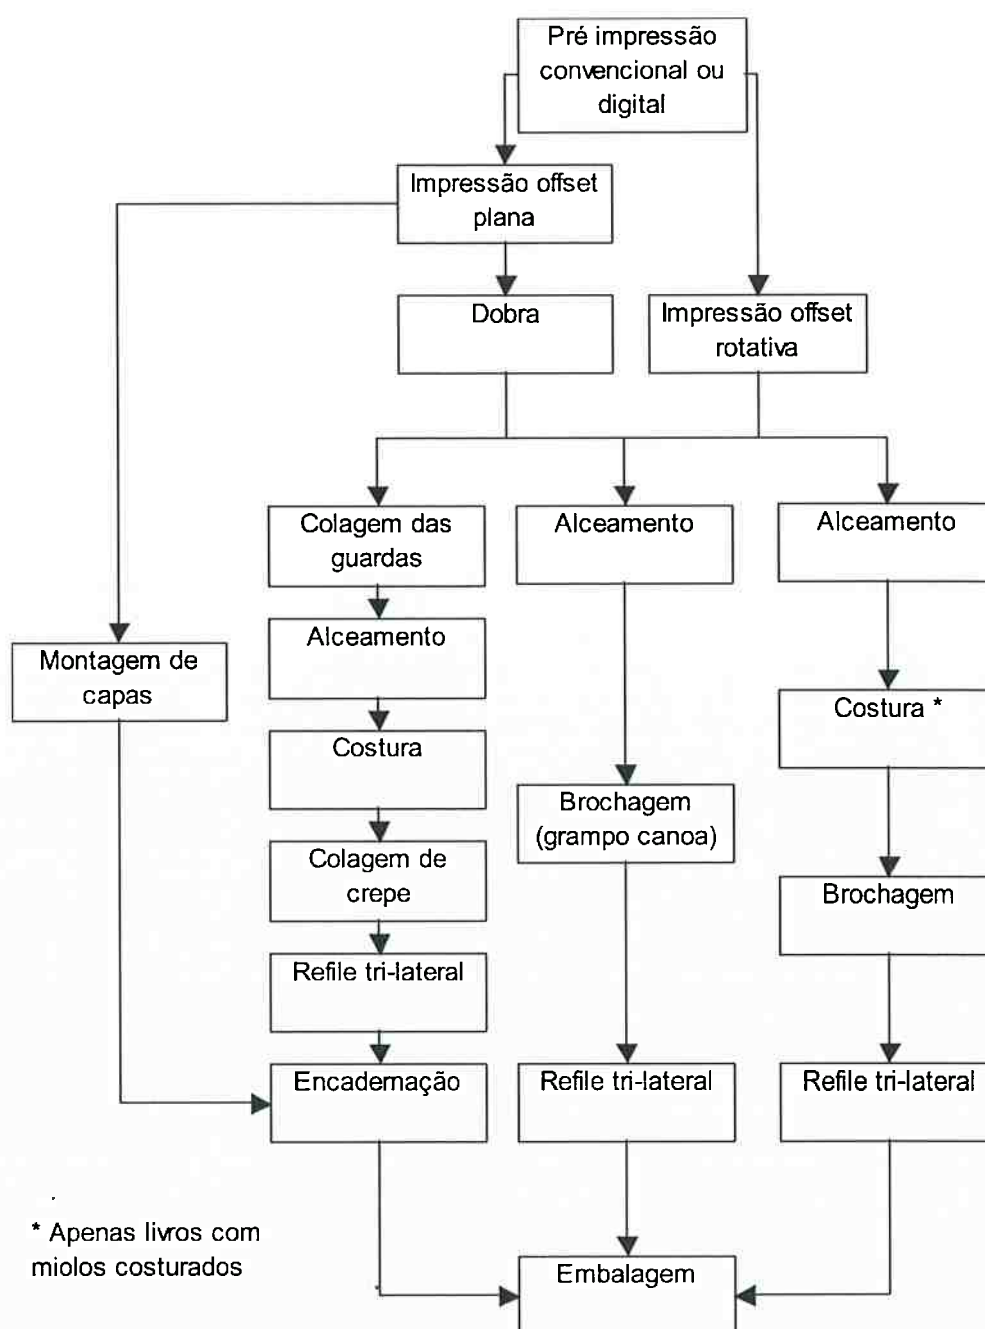 Pré impressão
convencional ou
digital
Impressão offset
plana
Dobra
Impressão offset
rotativa
Colagem das
guardas
Alceamento
Alceamento
Alceamento
Montagem de
capas
Costura
Costura *
Brochagem
(grampo canoa)
Colagem de
crepe
Brochagem
Refile tri-lateral
Encadernação
Refile tri-lateral
Refile tri-lateral
* Apenas livros com
miolos costurados
Embalagem